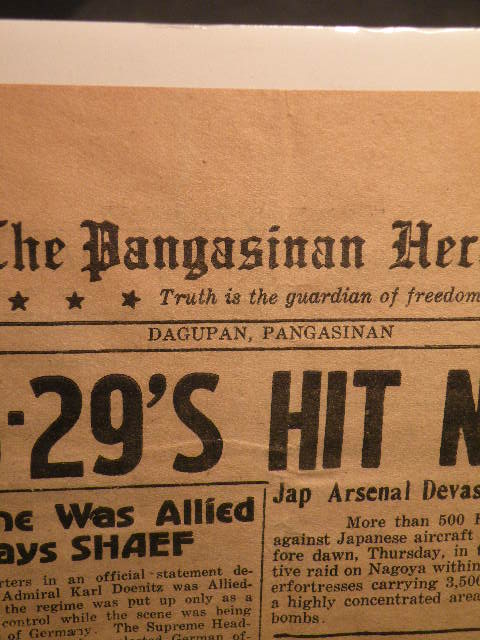 The Pangasinan Her
Truth is the guardian of freedom
DAGUPAN, PANGASINAN
-29'S HIT N
ne Was Allied
ays SHAEF
rters in an official statement de-
Admiral Karl Doenitz was Allied-
the regime was put up only as a
control while the scene was being
of Germany. The Supreme Head-
German of-
Jap Arsenal Devas
More than 500 
against Japanese aircraft
fore dawn, Thursday, in t
tive raid on Nagoya within
erfortresses carrying 3,500
a highly concentrated area
bombs.